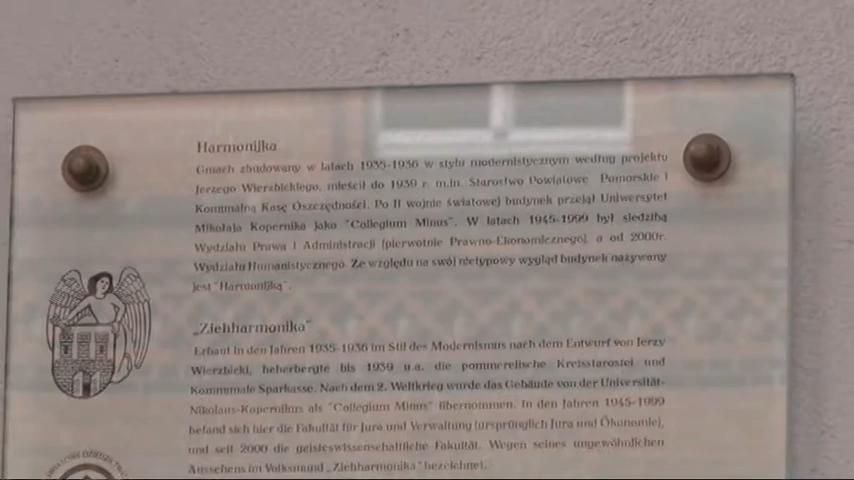 Harmonijka
Gmach zbudowany w latach 1935-1936 w stylu modernistycznym według projektu
Jerzego Wierzbickiego, mieścił do 1939 r. m.in. Starostwo Powiatowe Pomorskie i
Komunalną Kasę Oszczędności. Po II wojnie światowej budynek przejął Uniwersytet
Mikołaja Kopernika jako "Collegium Minus". W latach 1945-1999 był siedzibą
Wydziału Prawa i Administracji (pierwotnie Prawno-Ekonomicznego), a od 2000r.
Wydziału Humanistycznego. Ze względu na swój nietypowy wygląd budynek nazywany
jest "Harmonijką".
„Ziehharmonika"
Erbaut in den Jahren 1935-1936 im Stil des Modernismus nach dem Entwurf von Jerzy
Wierzbicki, beherbergte bis 1939 u.a. die pommerelische Kreisstarostei und
Kommunale Sparkasse. Nach dem 2. Weltkrieg wurde das Gebäude von der Universität-
Nikolaus-Kopernikus als "Collegium Minus" übernommen. In den Jahren 1945-1999
befand sich hier die Fakultät für Jura und Verwaltung (ursprünglich Jura und Ökonomie),
und seit 2000 die geisteswissenschaftliche Fakultät. Wegen seines ungewöhnlichen
Aussehens im Volksmund „Ziehharmonika" bezeichnet.